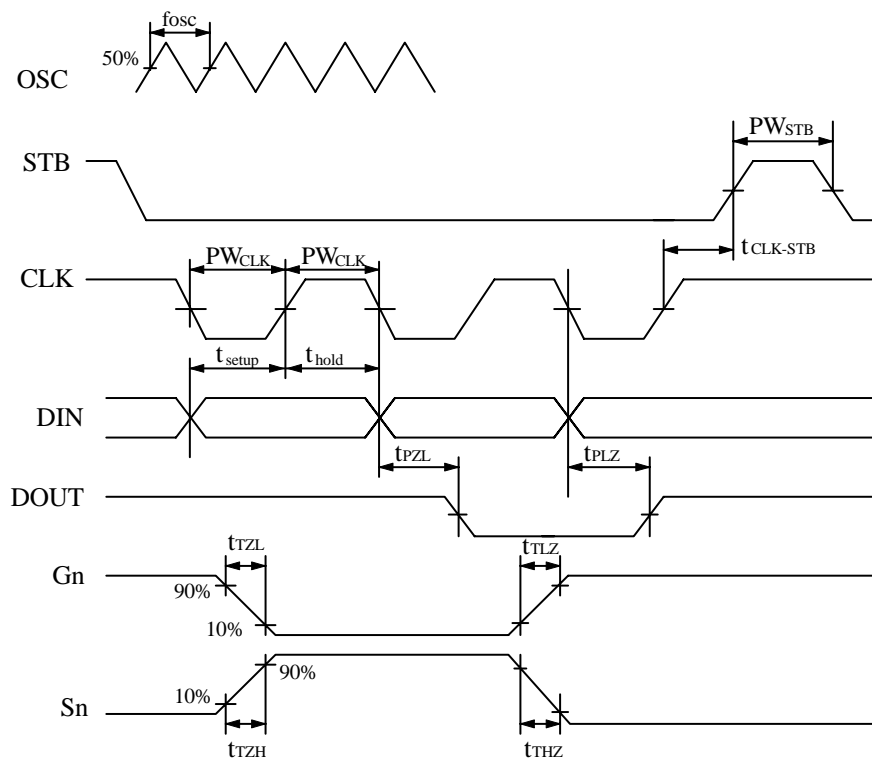 fosc
50%
OSC
PWSTB
STB
tCLK-STB
PWCLK PWCLK
CLK
tsetup thold
DIN
tPZL tPLZ
DOUT
tTZL tTLZ
Gn
90%
10%
90%
10%
Sn
tTZH tTHZ